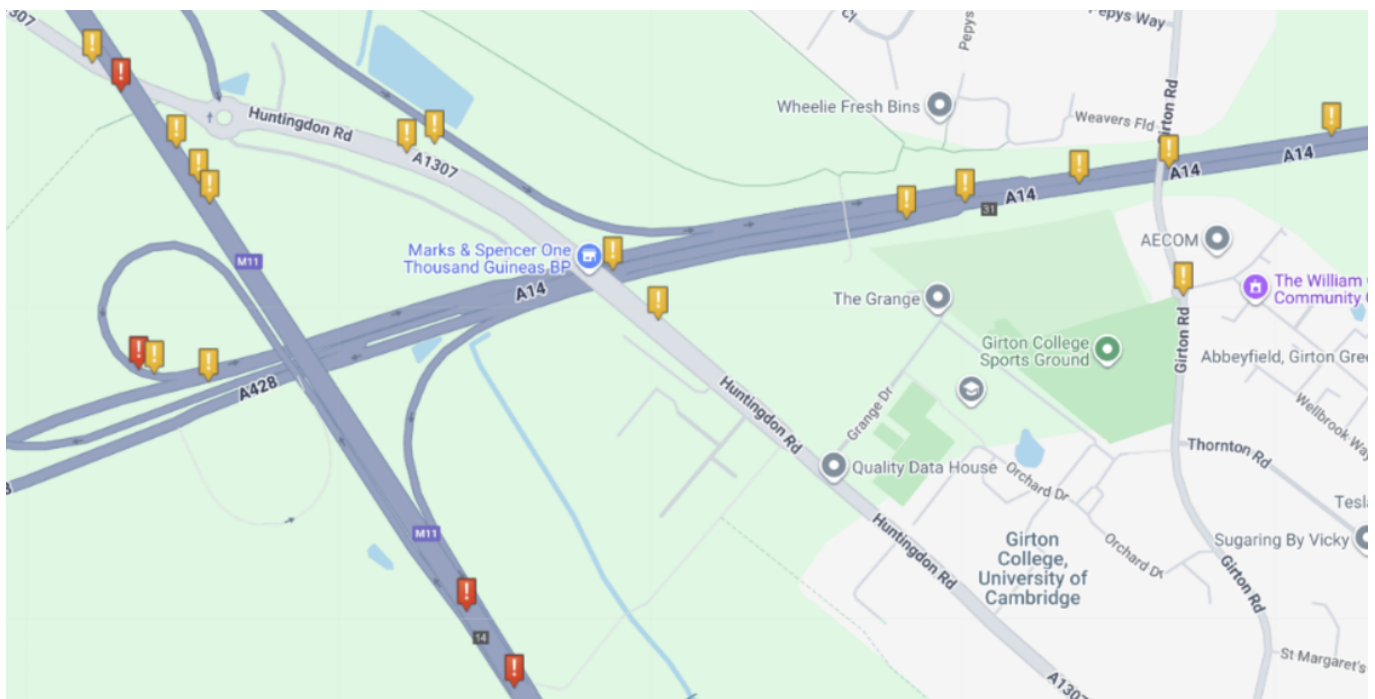 Pepys Way
Pepys
Cl
Wheelie Fresh Bins
Weavers Fld
Girton Rd
Huntingdon Rd
A1307
A14
A14
A14
31
M11
Marks & Spencer One
Thousand Guineas BP
A14
AECOM
The William
Community
The Grange
Girton College
Sports Ground
Girton Rd
Abbeyfield, Girton Gree
A428
Huntingdon Rd
Grange Dr
Wellbrook Way
Quality Data House
Thornton Rd
Orchard Dr
M11
Huntingdon Rd
Girton
College,
University of
Cambridge
Orchard Dr
Tesla
Sugaring By Vicky
Girton Rd
14
St Margaret's
A1307